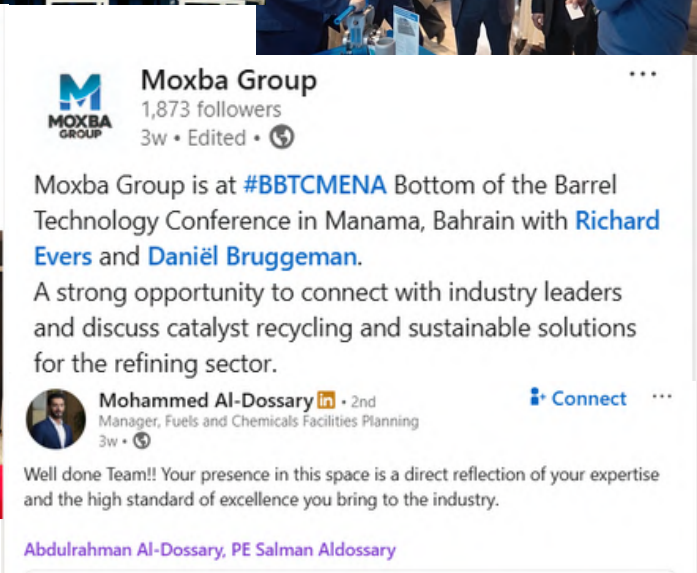 Moxba Group
MOXBA
GROUP
1,873 followers
3w • Edited •
Moxba Group is at #BBTCMENA Bottom of the Barrel
Technology Conference in Manama, Bahrain with Richard
Evers and Daniël Bruggeman.
A strong opportunity to connect with industry leaders
and discuss catalyst recycling and sustainable solutions
for the refining sector.
Mohammed Al-Dossary in • 2nd
Connect
Manager, Fuels and Chemicals Facilities Planning
3w •
Well done Team!! Your presence in this space is a direct reflection of your expertise
and the high standard of excellence you bring to the industry.
Abdulrahman Al-Dossary, PE Salman Aldossary